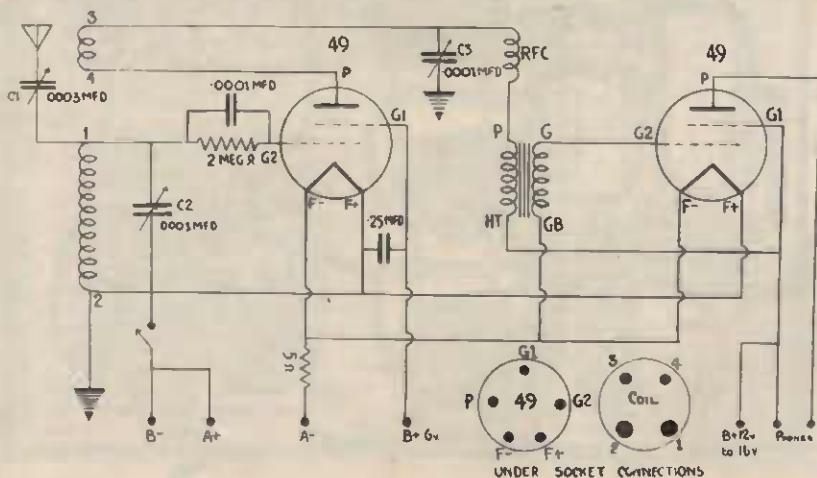 3
4
49
C3
.0001MFD
RFC
49
C1
.0003MFD
P
P
.0001MFD
G1
G1
1
2 MEG Ω
G2
P
G
G2
C2
.0003MFD
F-
F+
F-
F+
.25MFD
HT
GB
2
5Ω
G1
P
49
G2
F-
F+
3
4
COIL
2
1
B-
A+
A-
B+ 6v
B+12v
to 16v
PHONES
UNDER SOCKET CONNECTIONS